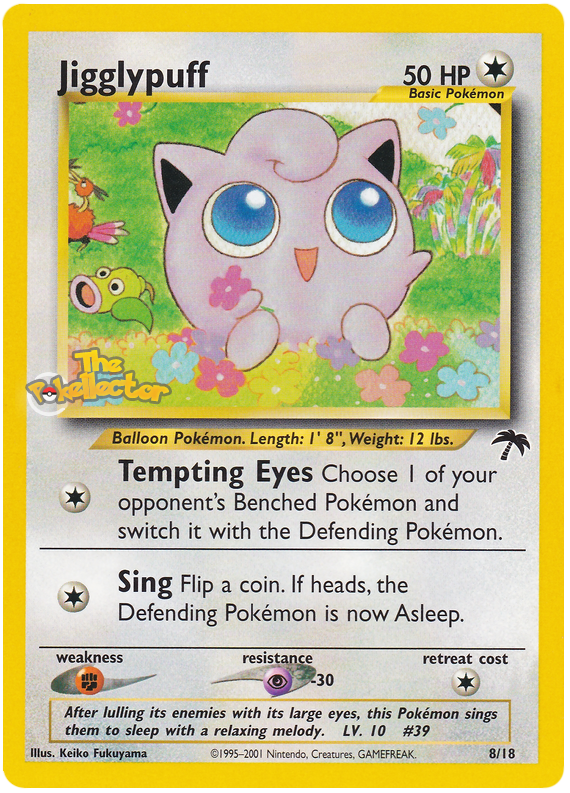 Jigglypuff
50 HP
Basic Pokémon
The
Pokéllector
Balloon Pokémon. Length: 1' 8", Weight: 12 lbs.
Tempting Eyes Choose 1 of your
opponent's Benched Pokémon and
switch it with the Defending Pokémon.
Sing Flip a coin. If heads, the
Defending Pokémon is now Asleep.
weakness resistance retreat cost
-30
After lulling its enemies with its large eyes, this Pokémon sings
them to sleep with a relaxing melody. LV. 10 #39
Illus. Keiko Fukuyama ©1995–2001 Nintendo, Creatures, GAMEFREAK. 8/18